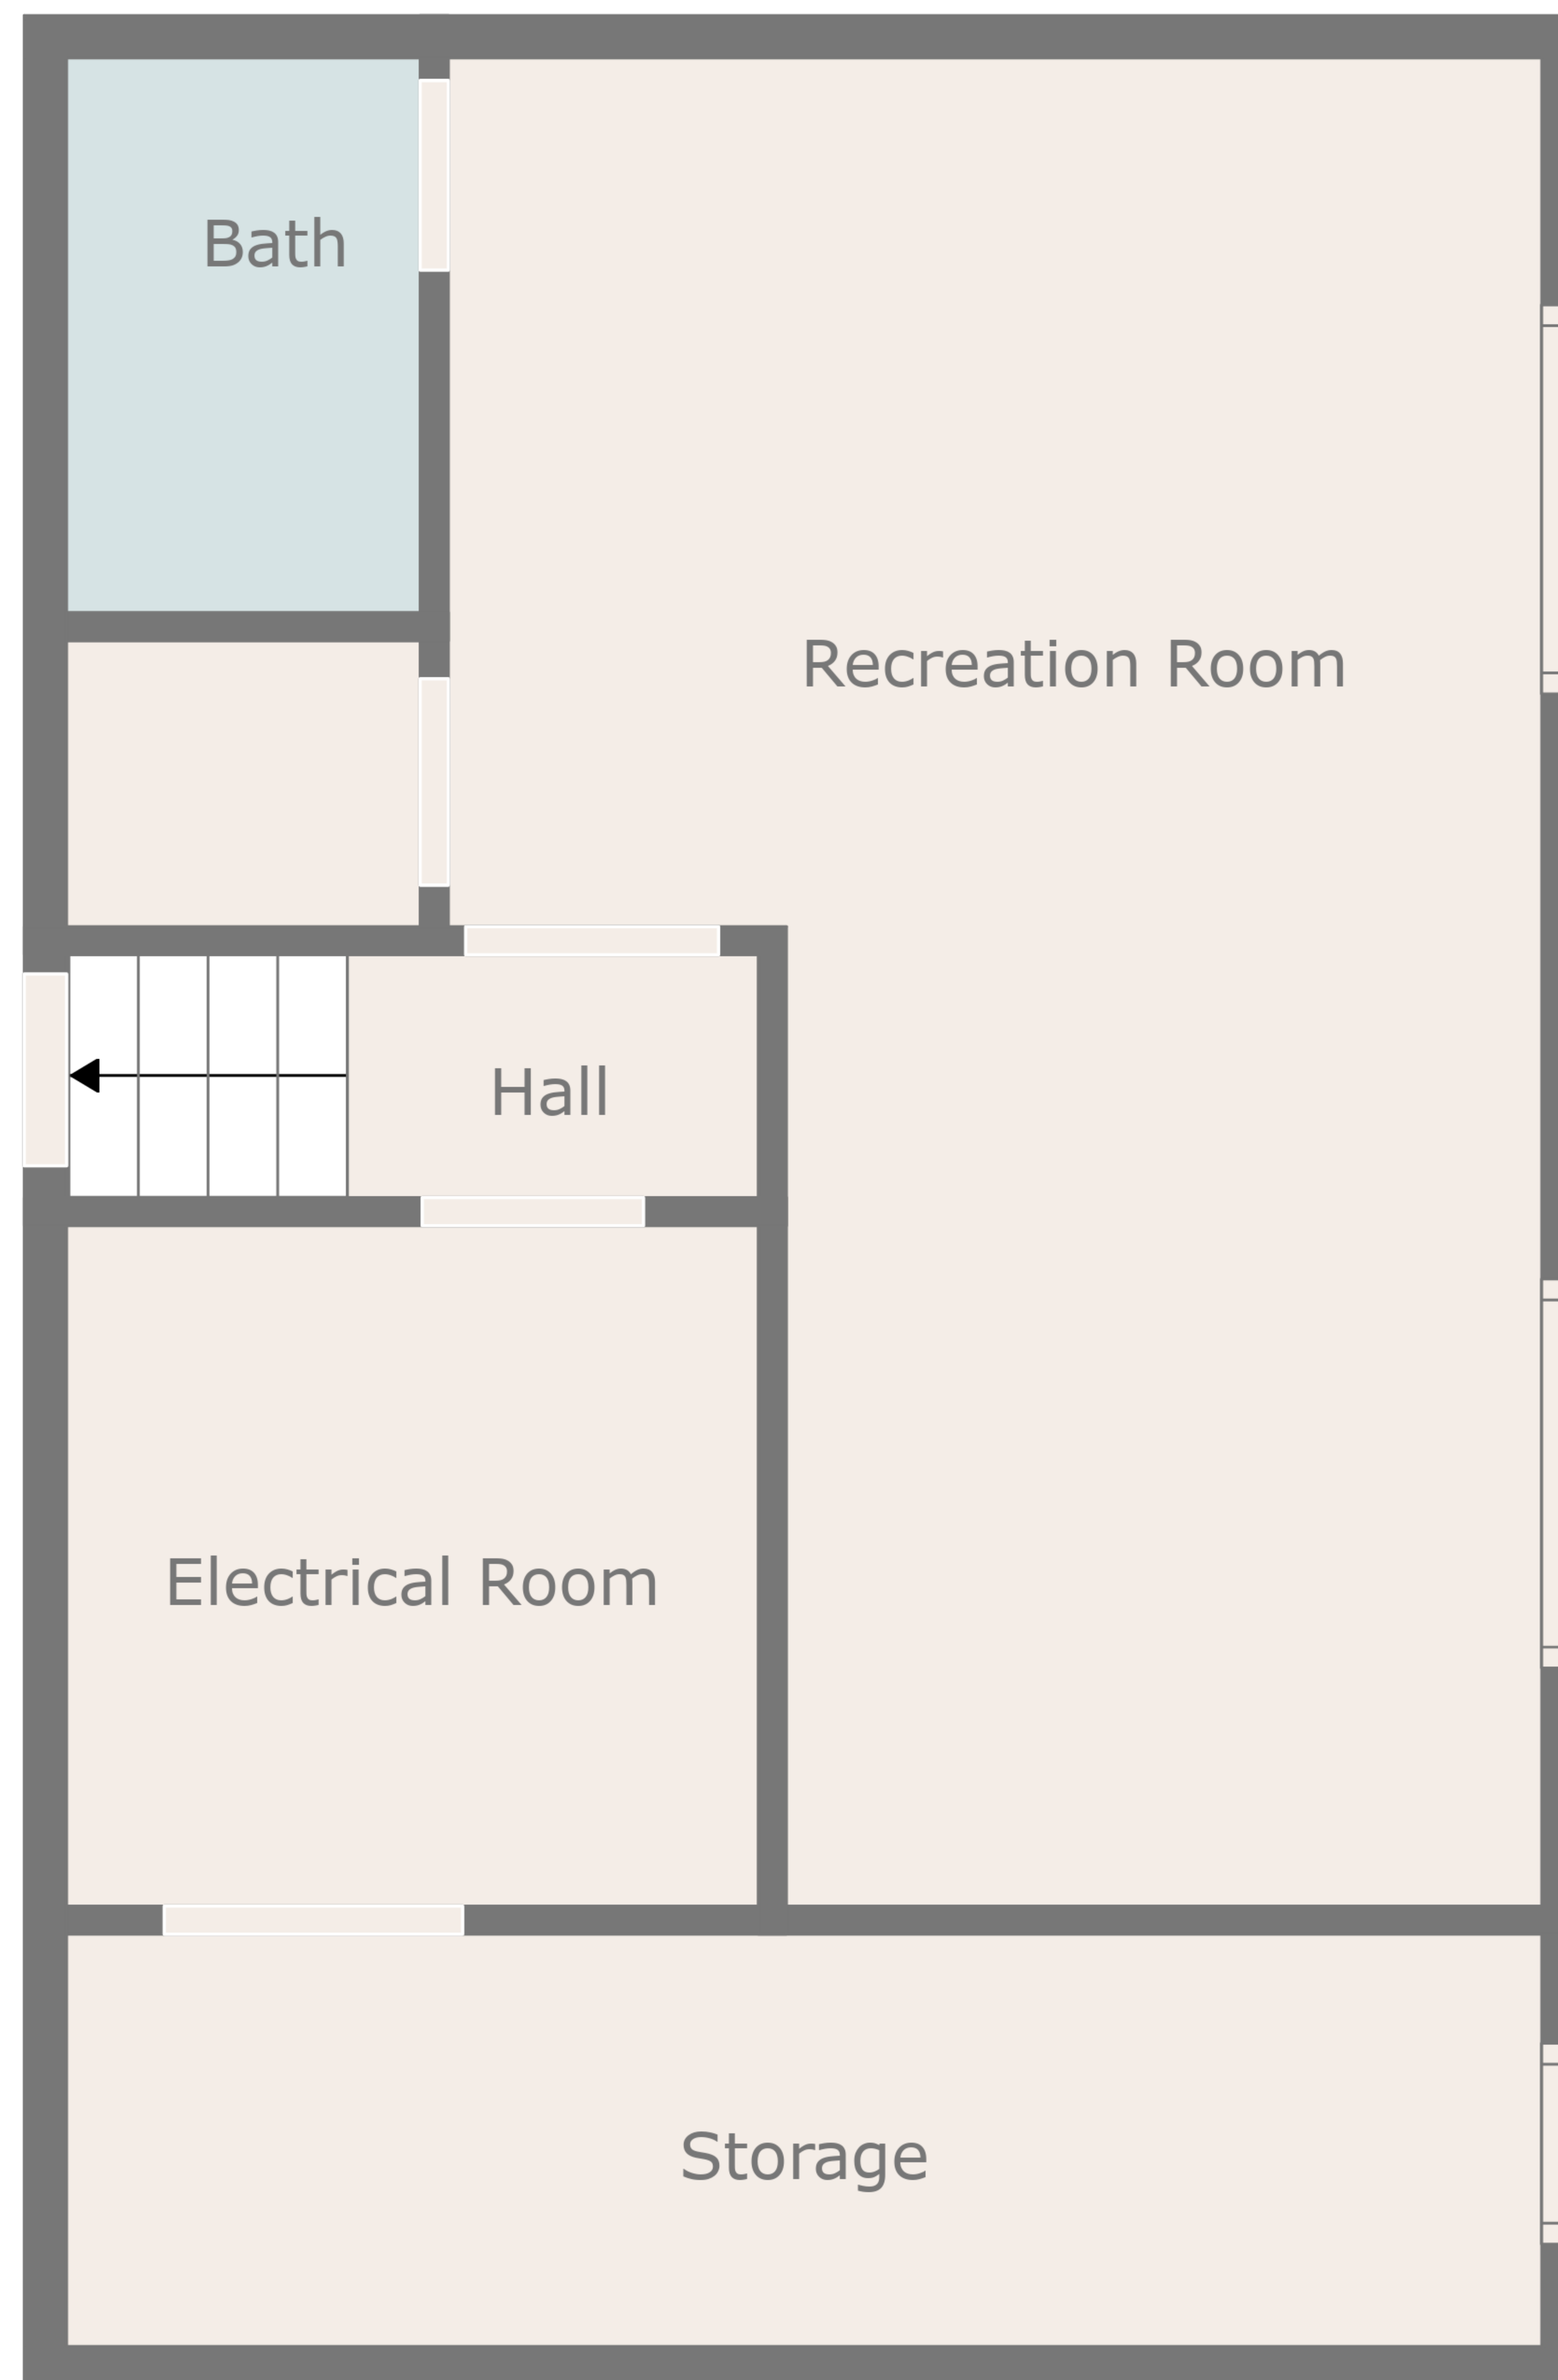 Bath
Recreation Room
Hall
Electrical Room
Storage